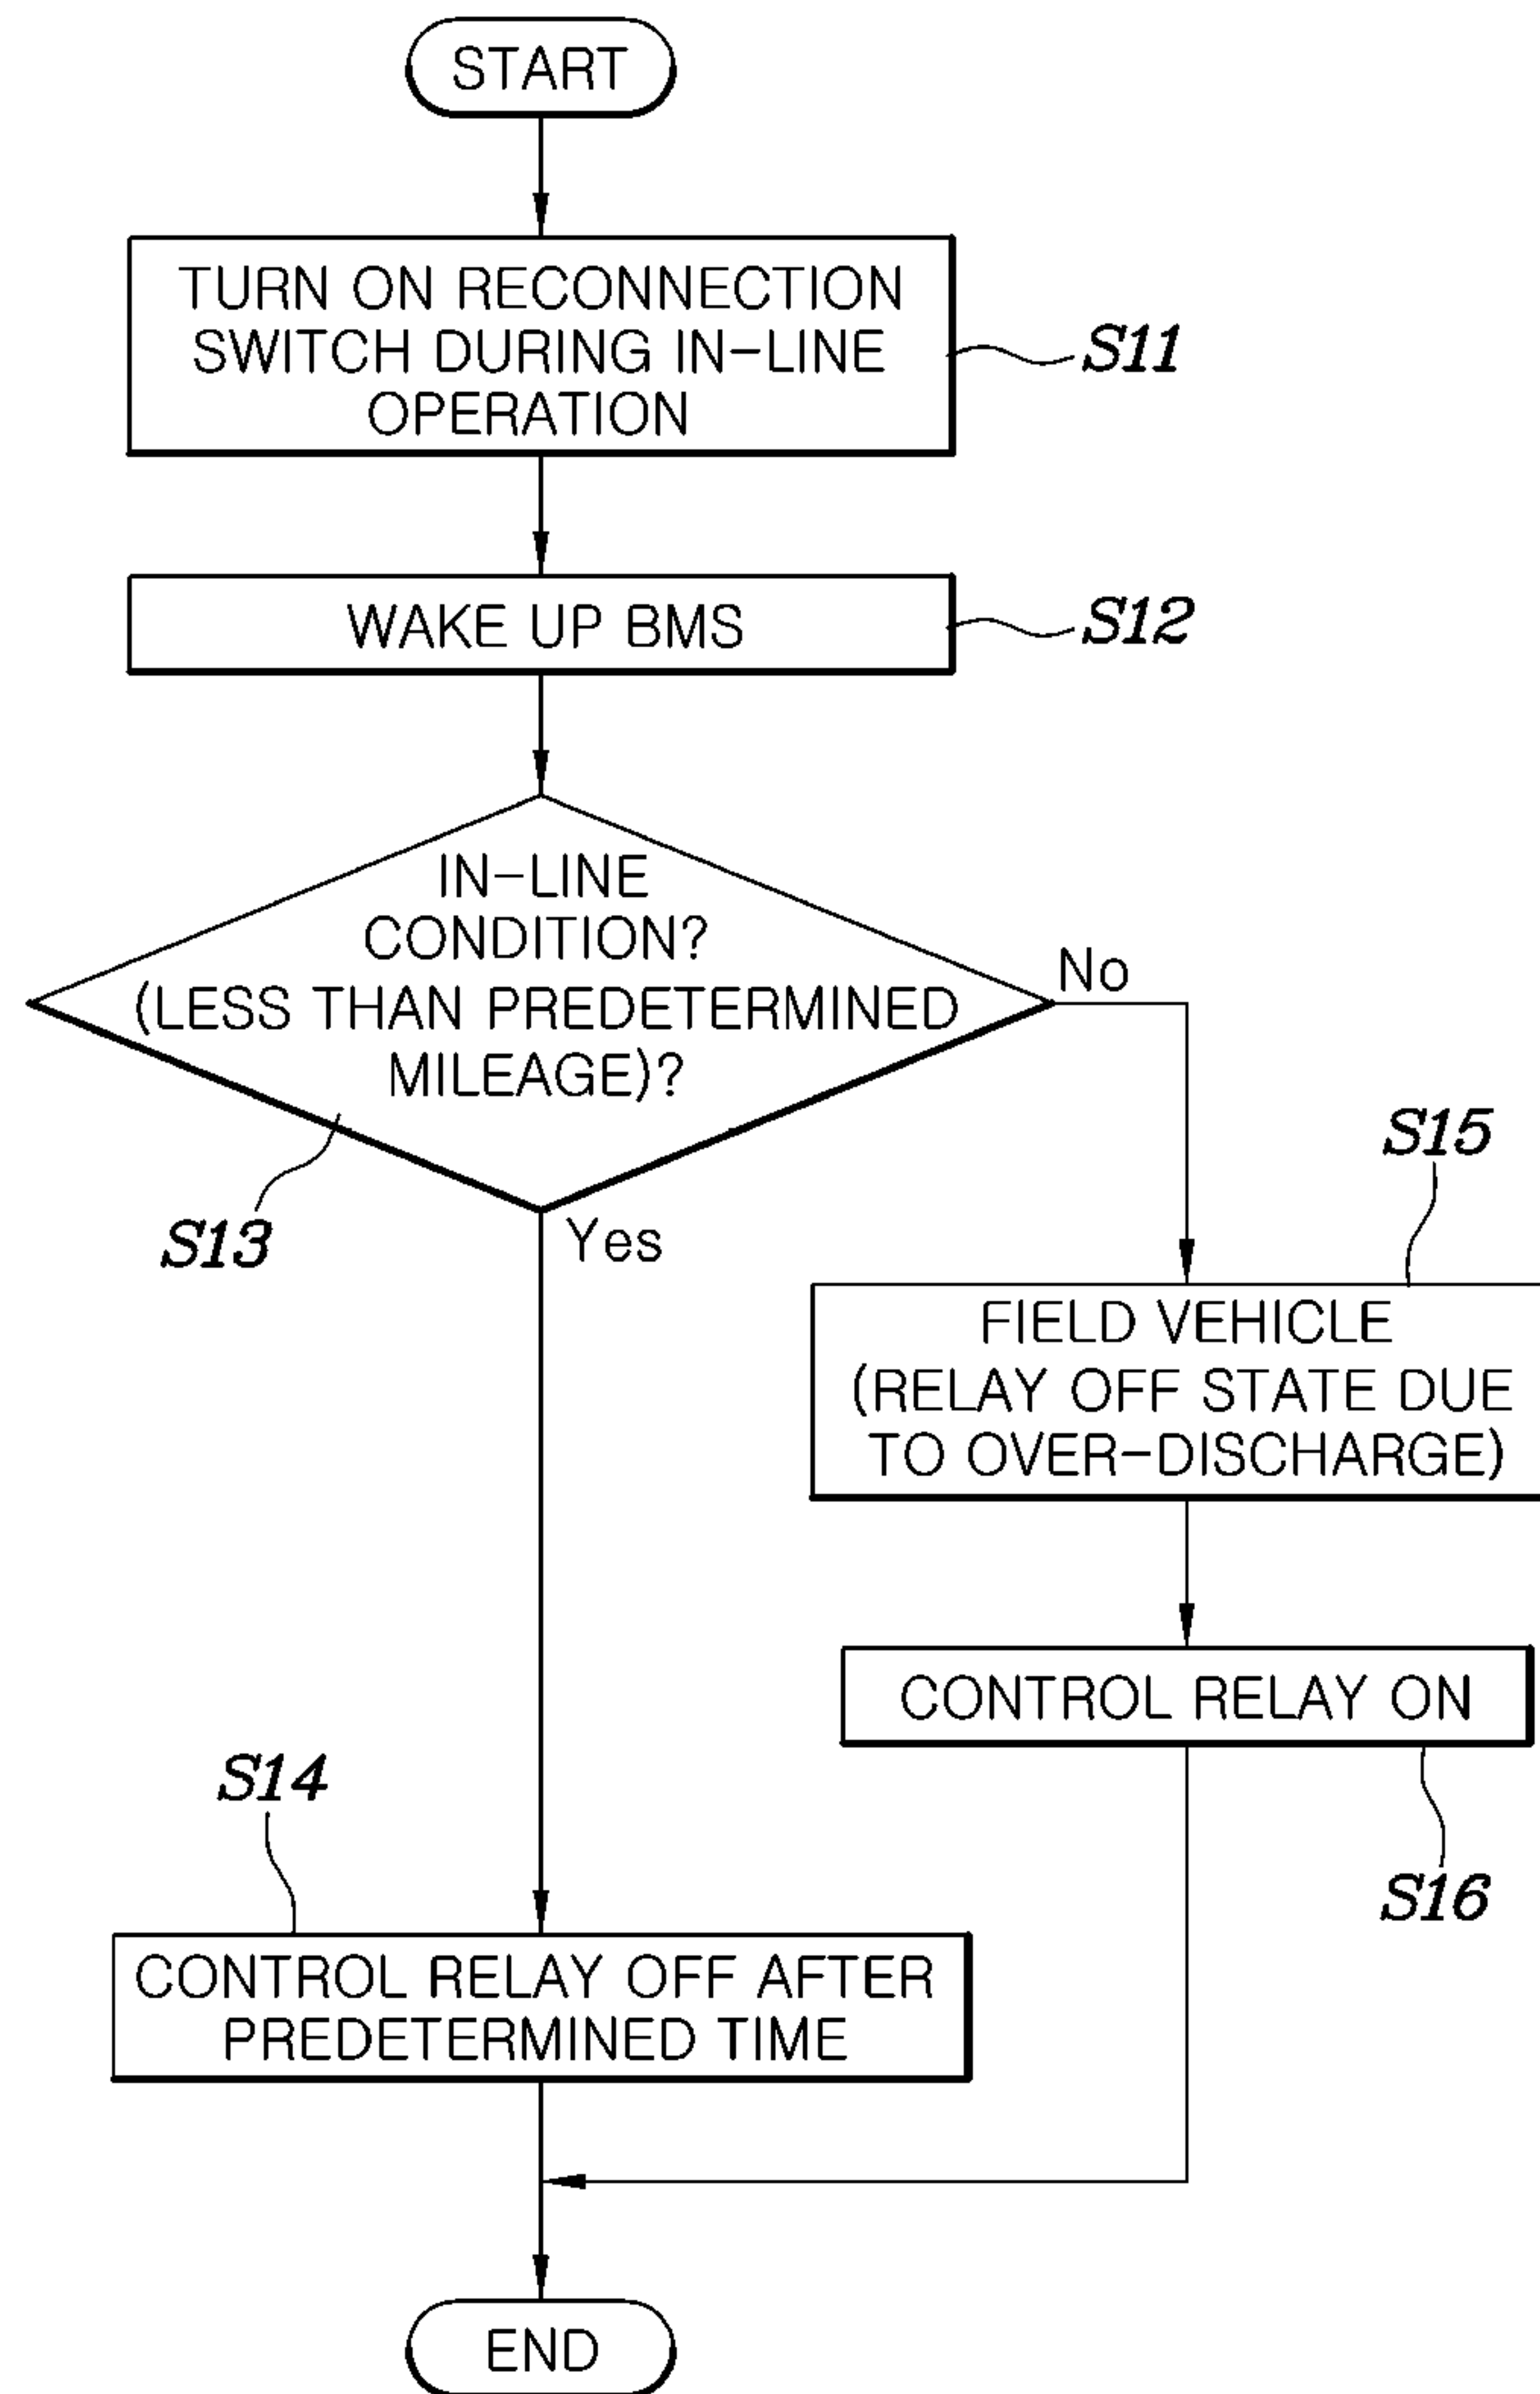 START
TURN ON RECONNECTION
SWITCH DURING IN-LINE
OPERATION
S11
WAKE UP BMS
S12
IN-LINE
CONDITION?
(LESS THAN PREDETERMINED
MILEAGE)?
No
S13
Yes
S15
FIELD VEHICLE
(RELAY OFF STATE DUE
TO OVER-DISCHARGE)
CONTROL RELAY ON
S16
S14
CONTROL RELAY OFF AFTER
PREDETERMINED TIME
END